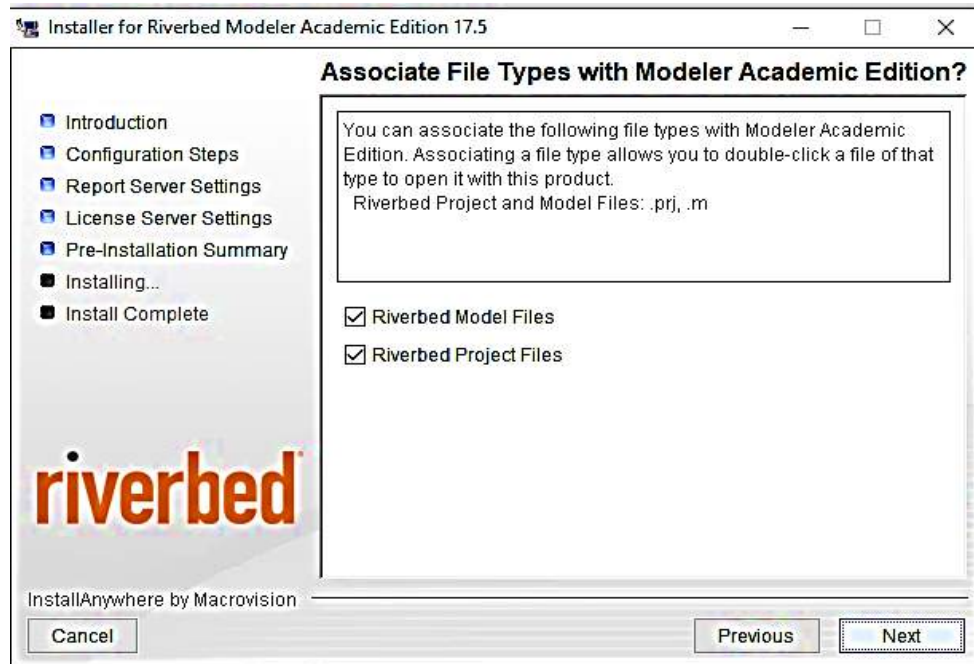 Installer for Riverbed Modeler Academic Edition 17.5
Associate File Types with Modeler Academic Edition?
Introduction
Configuration Steps
Report Server Settings
License Server Settings
Pre-Installation Summary
Installing...
Install Complete
riverbed
You can associate the following file types with Modeler Academic
Edition. Associating a file type allows you to double-click a file of that
type to open it with this product.
Riverbed Project and Model Files: .prj, .m
Riverbed Model Files
Riverbed Project Files
InstallAnywhere by Macrovision
Cancel
Previous
Next